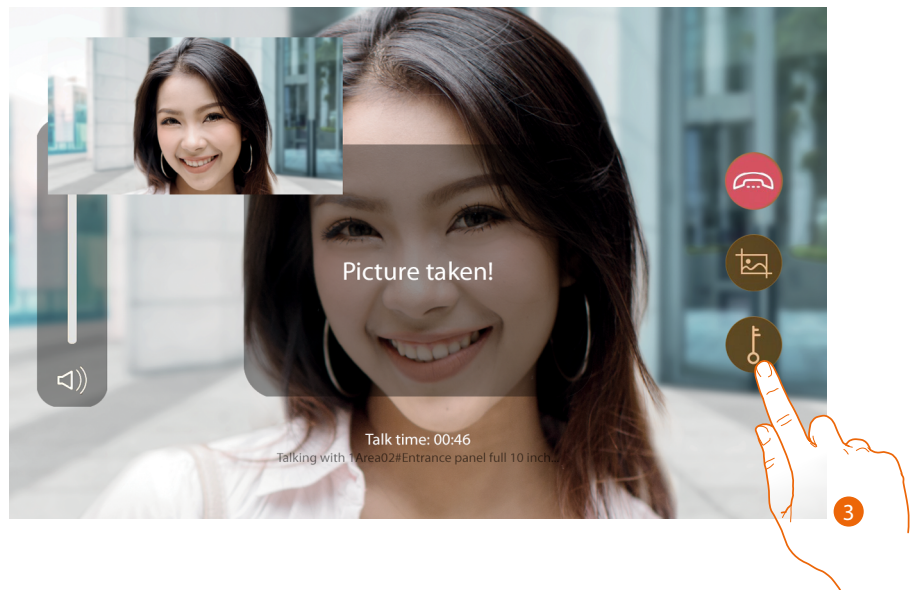 Picture taken!
Talk time: 00:46
Talking with 1Area02#Entrance panel full 10 inch...
3